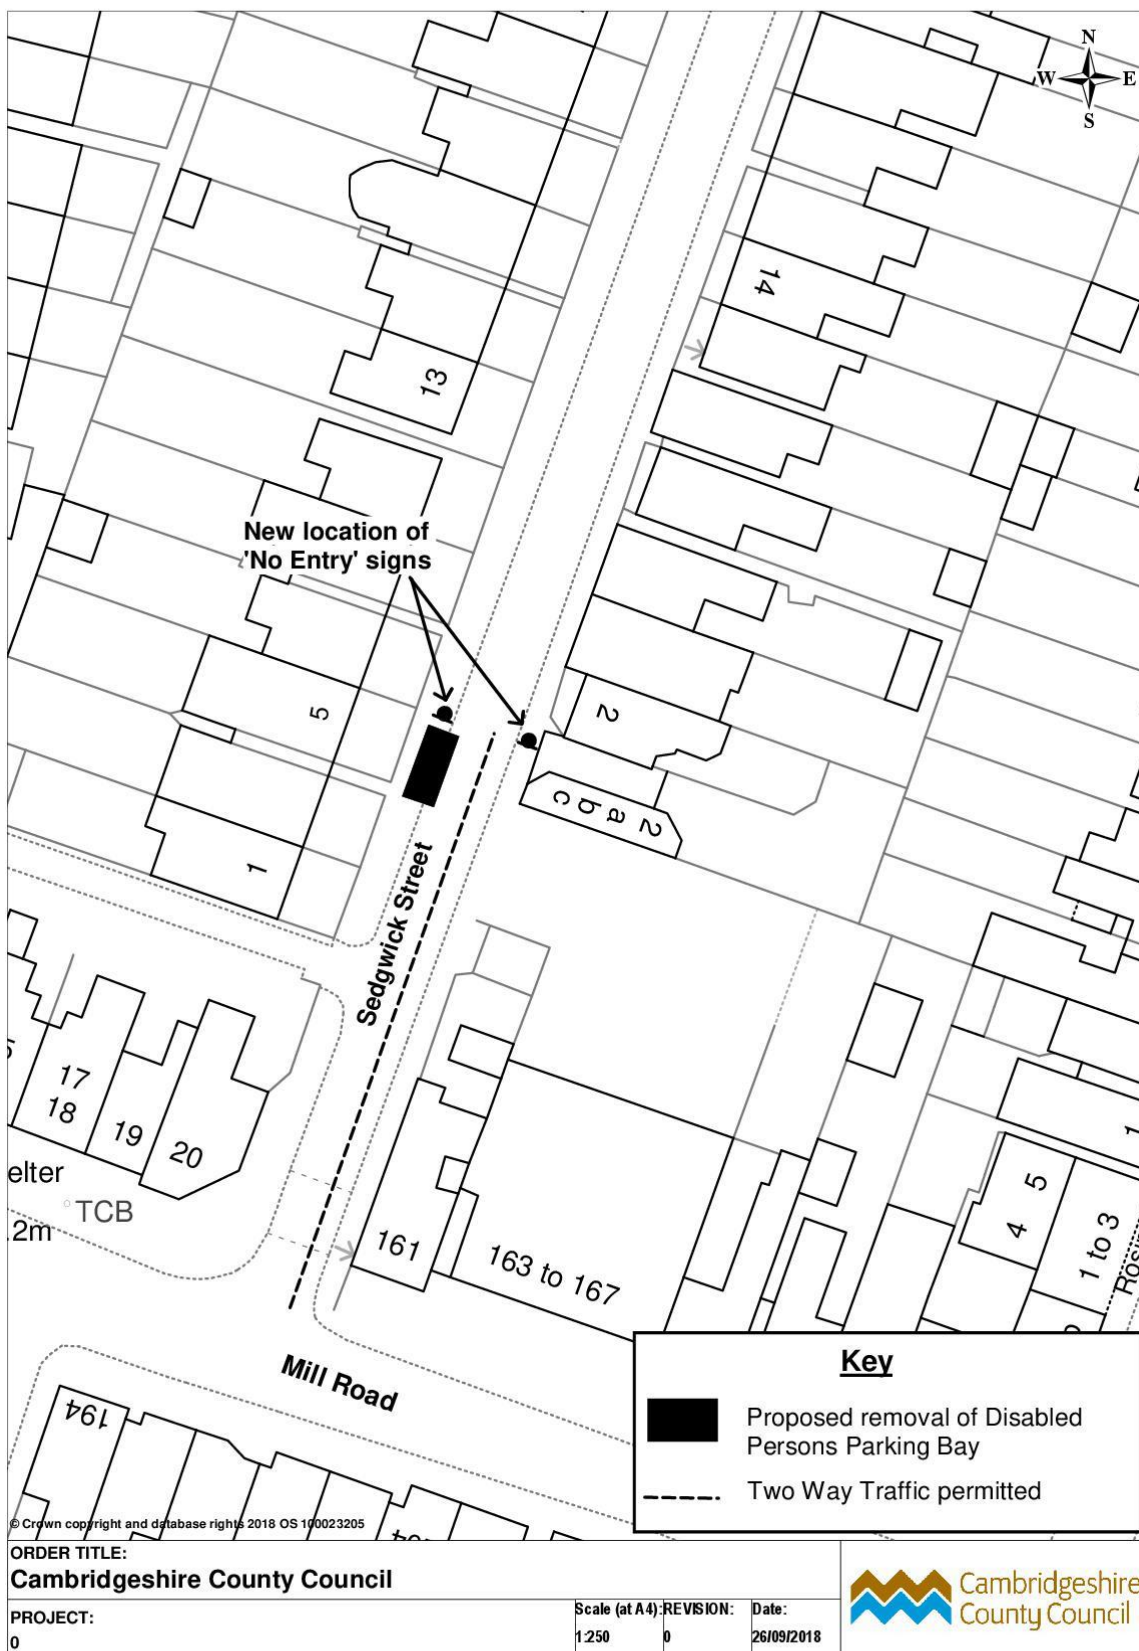 N
W E
S
14
13
New location of
'No Entry' signs
5
2
2
a
b
c
1
Sedgwick Street
17
18
19
20
elter
TCB
.2m
161
163 to 167
5
4
1 to 3
1
Mill Road
194
Key
Proposed removal of Disabled
Persons Parking Bay
Two Way Traffic permitted
© Crown copyright and database rights 2018 OS 100023205
ORDER TITLE:
Cambridgeshire County Council
PROJECT:
0
Scale (at A4):
1:250
REVISION:
0
Date:
26/09/2018
Cambridgeshire
County Council